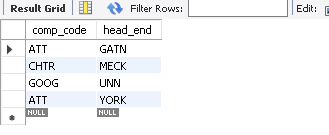 Result Grid Filter Rows: Edit:
comp_code head_end
ATT GATN
CHTR MECK
GOOG UNN
ATT YORK
NULL NULL